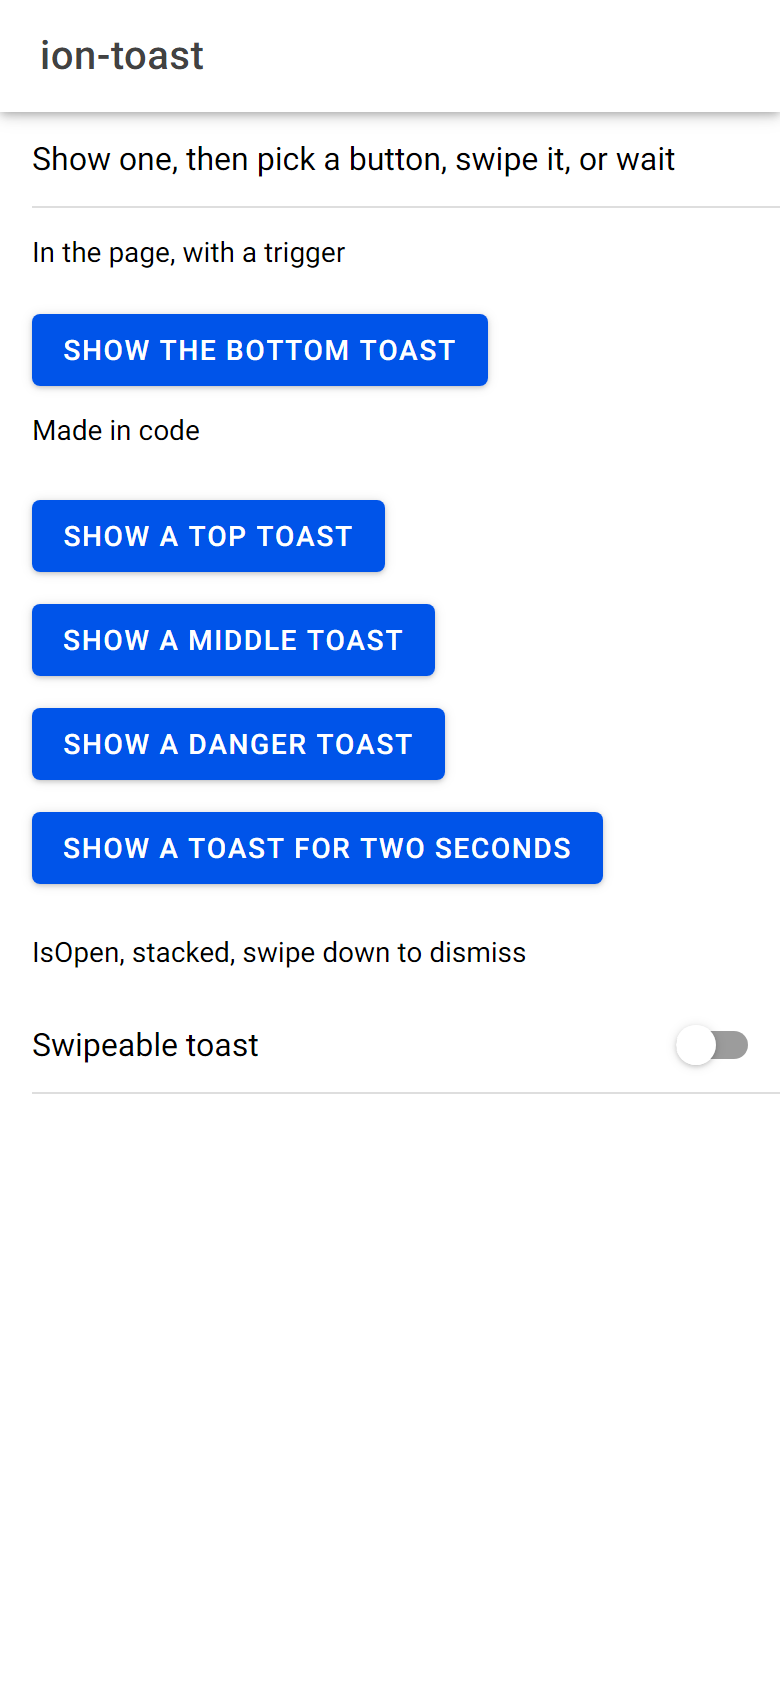 ion-toast
Show one, then pick a button, swipe it, or wait
In the page, with a trigger
SHOW THE BOTTOM TOAST
Made in code
SHOW A TOP TOAST
SHOW A MIDDLE TOAST
SHOW A DANGER TOAST
SHOW A TOAST FOR TWO SECONDS
IsOpen, stacked, swipe down to dismiss
Swipeable toast